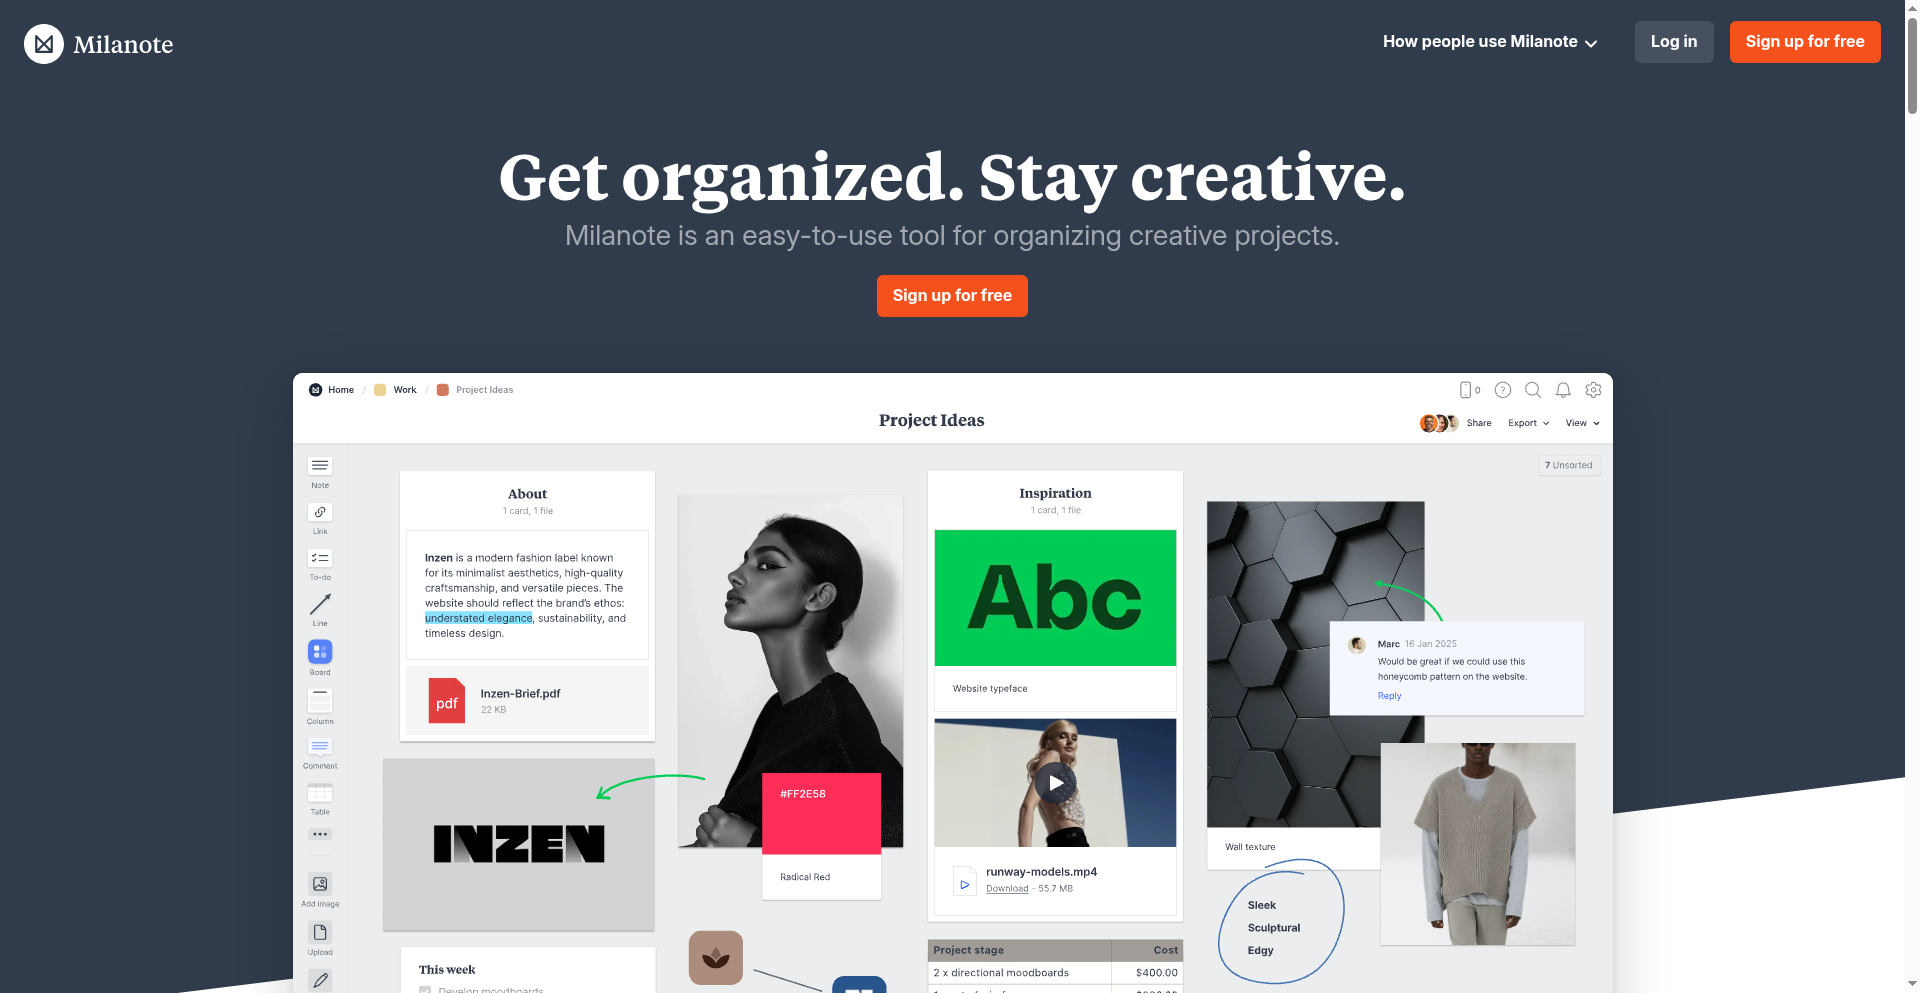 Milanote
How people use Milanote
Log in
Sign up for free
Get organized. Stay creative.
Milanote is an easy-to-use tool for organizing creative projects.
Sign up for free
Home / Work / Project Ideas
0
Project Ideas
Share
Export
View
7 Unsorted
Note
Link
To-do
Line
Board
Column
Comment
Table
Add image
Upload
About
1 card, 1 file
Inzen is a modern fashion label known
for its minimalist aesthetics, high-quality
craftsmanship, and versatile pieces. The
website should reflect the brand's ethos:
understated elegance, sustainability, and
timeless design.
pdf
Inzen-Brief.pdf
22 KB
INZEN
This week
Develop moodboards
#FF2E58
Radical Red
Inspiration
1 card, 1 file
Abc
Website typeface
runway-models.mp4
Download - 55.7 MB
Project stage Cost
2 x directional moodboards $400.00
Marc 16 Jan 2025
Would be great if we could use this
honeycomb pattern on the website.
Reply
Wall texture
Sleek
Sculptural
Edgy